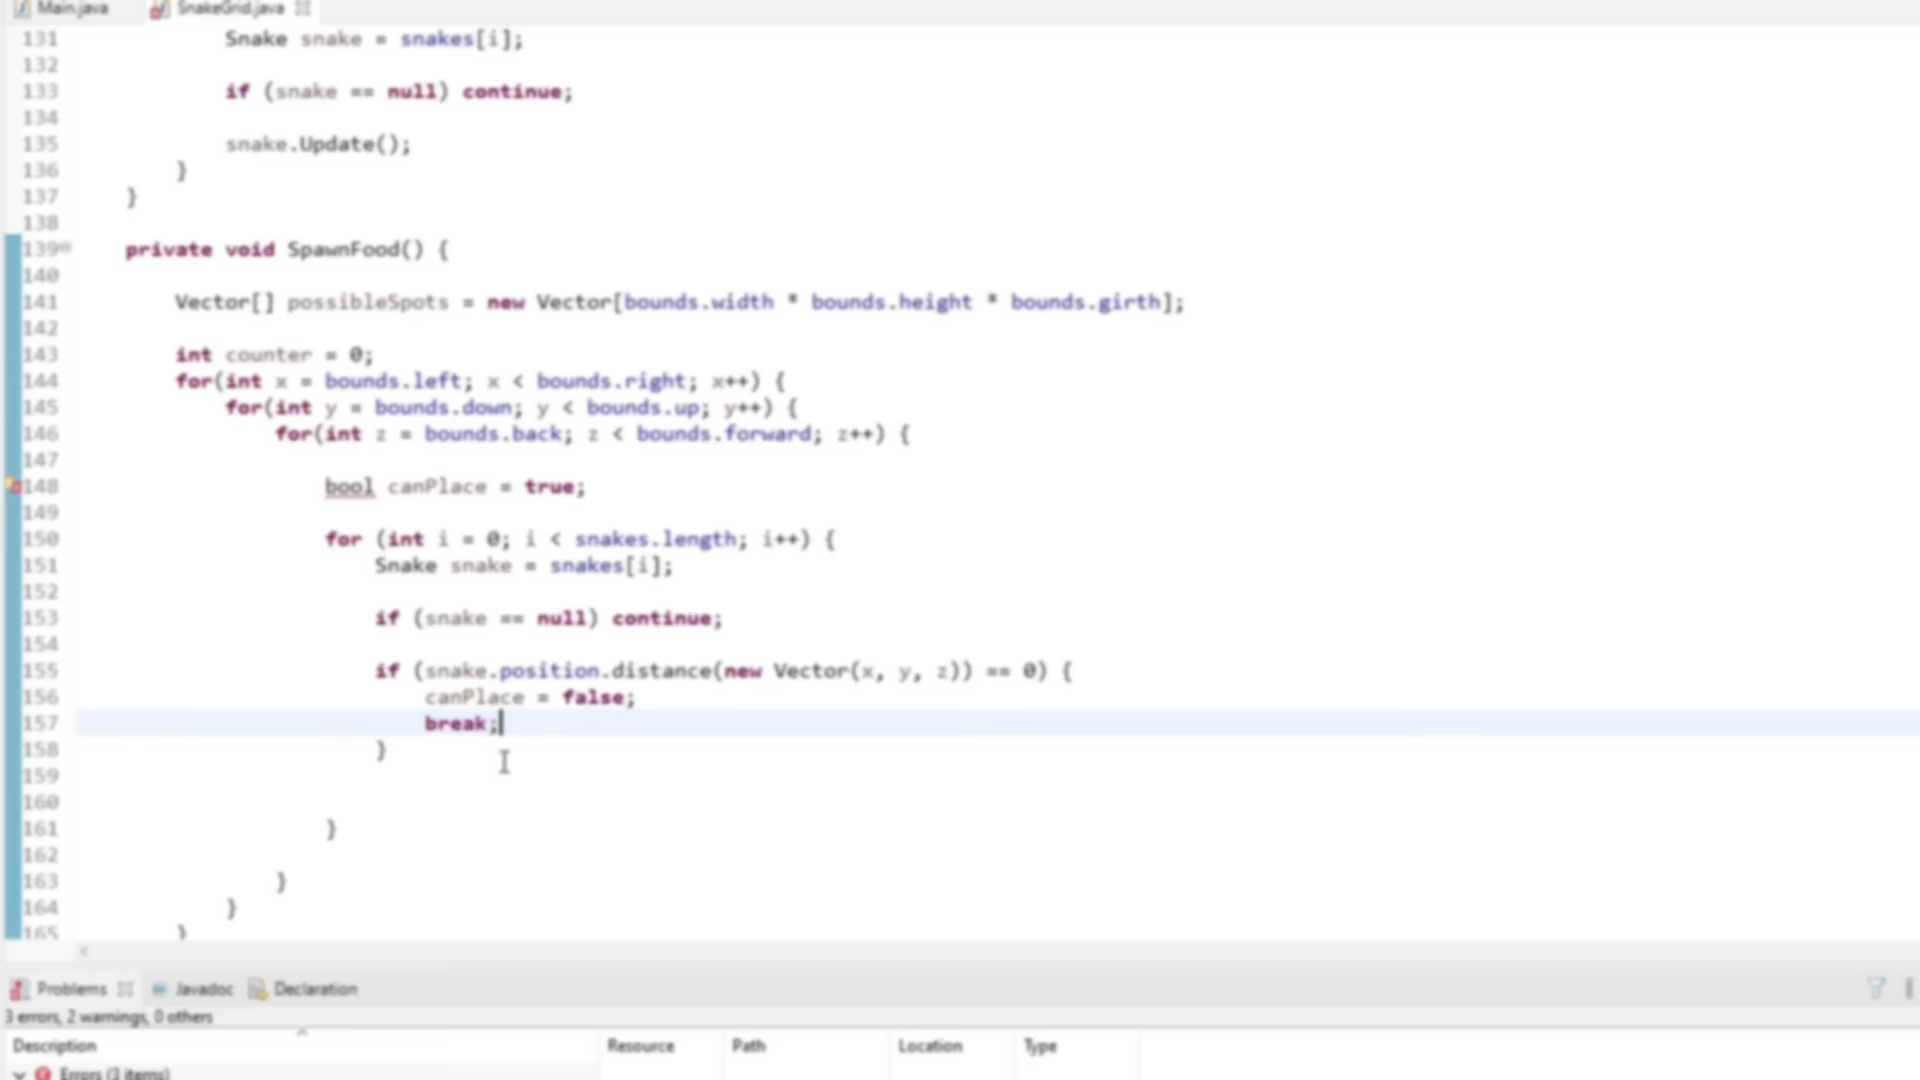 Main.java SnakeGrid.java
131 Snake snake = snakes[i];
132
133 if (snake == null) continue;
134
135 snake.Update();
136 }
137 }
138
139 private void SpawnFood() {
140
141 Vector[] possibleSpots = new Vector[bounds.width * bounds.height * bounds.girth];
142
143 int counter = 0;
144 for(int x = bounds.left; x < bounds.right; x++) {
145 for(int y = bounds.down; y < bounds.up; y++) {
146 for(int z = bounds.back; z < bounds.forward; z++) {
147
148 bool canPlace = true;
149
150 for (int i = 0; i < snakes.length; i++) {
151 Snake snake = snakes[i];
152
153 if (snake == null) continue;
154
155 if (snake.position.distance(new Vector(x, y, z)) == 0) {
156 canPlace = false;
157 break;
158 }
159
160
161 }
162
163 }
164 }
165 }
Problems Javadoc Declaration
3 errors, 2 warnings, 0 others
Description Resource Path Location Type
Errors (3 items)